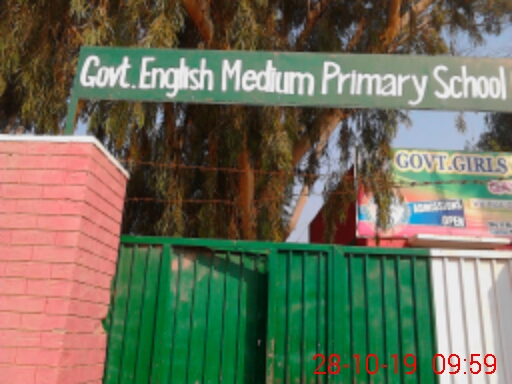 Govt. English Medium Primary School
GOVT.GIRLS
ADMISSIONS
OPEN
28-10-19 09:59